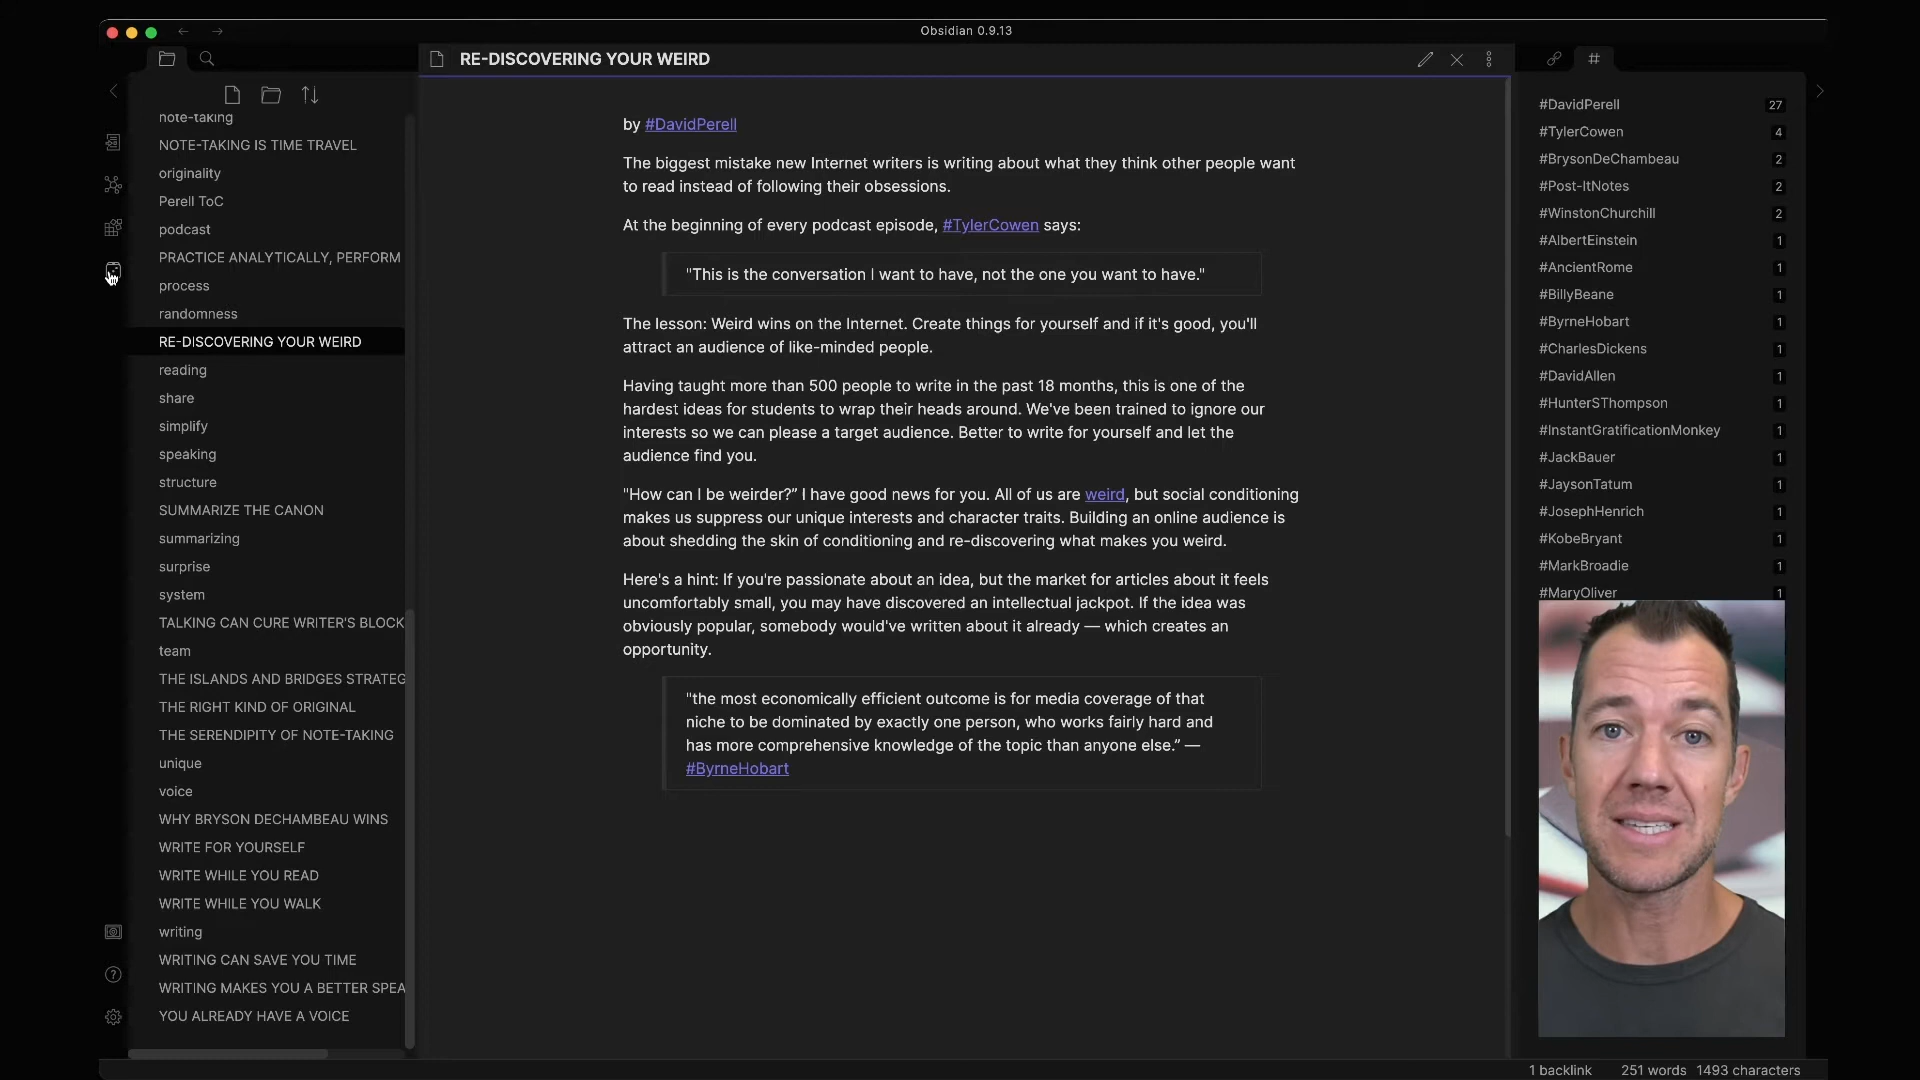 Obsidian 0.9.13
RE-DISCOVERING YOUR WEIRD
note-taking
NOTE-TAKING IS TIME TRAVEL
originality
Perell ToC
podcast
PRACTICE ANALYTICALLY, PERFORM
process
randomness
RE-DISCOVERING YOUR WEIRD
reading
share
simplify
speaking
structure
SUMMARIZE THE CANON
summarizing
surprise
system
TALKING CAN CURE WRITER'S BLOCK
team
THE ISLANDS AND BRIDGES STRATEG
THE RIGHT KIND OF ORIGINAL
THE SERENDIPITY OF NOTE-TAKING
unique
voice
WHY BRYSON DECHAMBEAU WINS
WRITE FOR YOURSELF
WRITE WHILE YOU READ
WRITE WHILE YOU WALK
writing
WRITING CAN SAVE YOU TIME
WRITING MAKES YOU A BETTER SPEA
YOU ALREADY HAVE A VOICE
by #DavidPerell
The biggest mistake new Internet writers is writing about what they think other people want
to read instead of following their obsessions.
At the beginning of every podcast episode, #TylerCowen says:
"This is the conversation I want to have, not the one you want to have."
The lesson: Weird wins on the Internet. Create things for yourself and if it's good, you'll
attract an audience of like-minded people.
Having taught more than 500 people to write in the past 18 months, this is one of the
hardest ideas for students to wrap their heads around. We've been trained to ignore our
interests so we can please a target audience. Better to write for yourself and let the
audience find you.
"How can I be weirder?” I have good news for you. All of us are weird, but social conditioning
makes us suppress our unique interests and character traits. Building an online audience is
about shedding the skin of conditioning and re-discovering what makes you weird.
Here's a hint: If you're passionate about an idea, but the market for articles about it feels
uncomfortably small, you may have discovered an intellectual jackpot. If the idea was
obviously popular, somebody would've written about it already — which creates an
opportunity.
"the most economically efficient outcome is for media coverage of that
niche to be dominated by exactly one person, who works fairly hard and
has more comprehensive knowledge of the topic than anyone else.” —
#ByrneHobart
#DavidPerell 27
#TylerCowen 4
#BrysonDeChambeau 2
#Post-ItNotes 2
#WinstonChurchill 2
#AlbertEinstein 1
#AncientRome 1
#BillyBeane 1
#ByrneHobart 1
#CharlesDickens 1
#DavidAllen 1
#HunterSThompson 1
#InstantGratificationMonkey 1
#JackBauer 1
#JaysonTatum 1
#JosephHenrich 1
#KobeBryant 1
#MarkBroadie 1
#MaryOliver 1
1 backlink 251 words 1493 characters